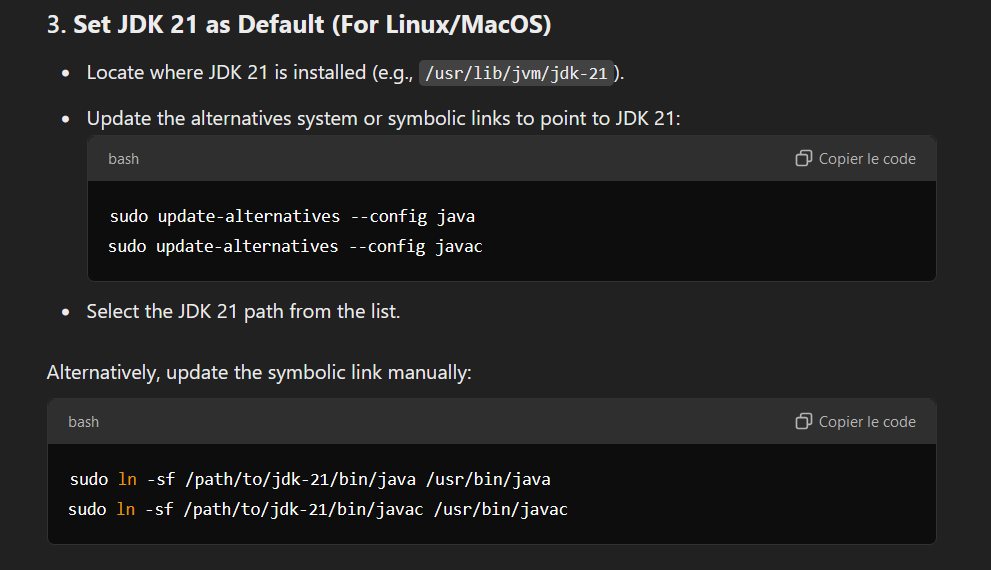 3. Set JDK 21 as Default (For Linux/MacOS)
• Locate where JDK 21 is installed (e.g., /usr/lib/jvm/jdk-21).
• Update the alternatives system or symbolic links to point to JDK 21:
bash Copier le code
sudo update-alternatives --config java
sudo update-alternatives --config javac
• Select the JDK 21 path from the list.
Alternatively, update the symbolic link manually:
bash Copier le code
sudo ln -sf /path/to/jdk-21/bin/java /usr/bin/java
sudo ln -sf /path/to/jdk-21/bin/javac /usr/bin/javac